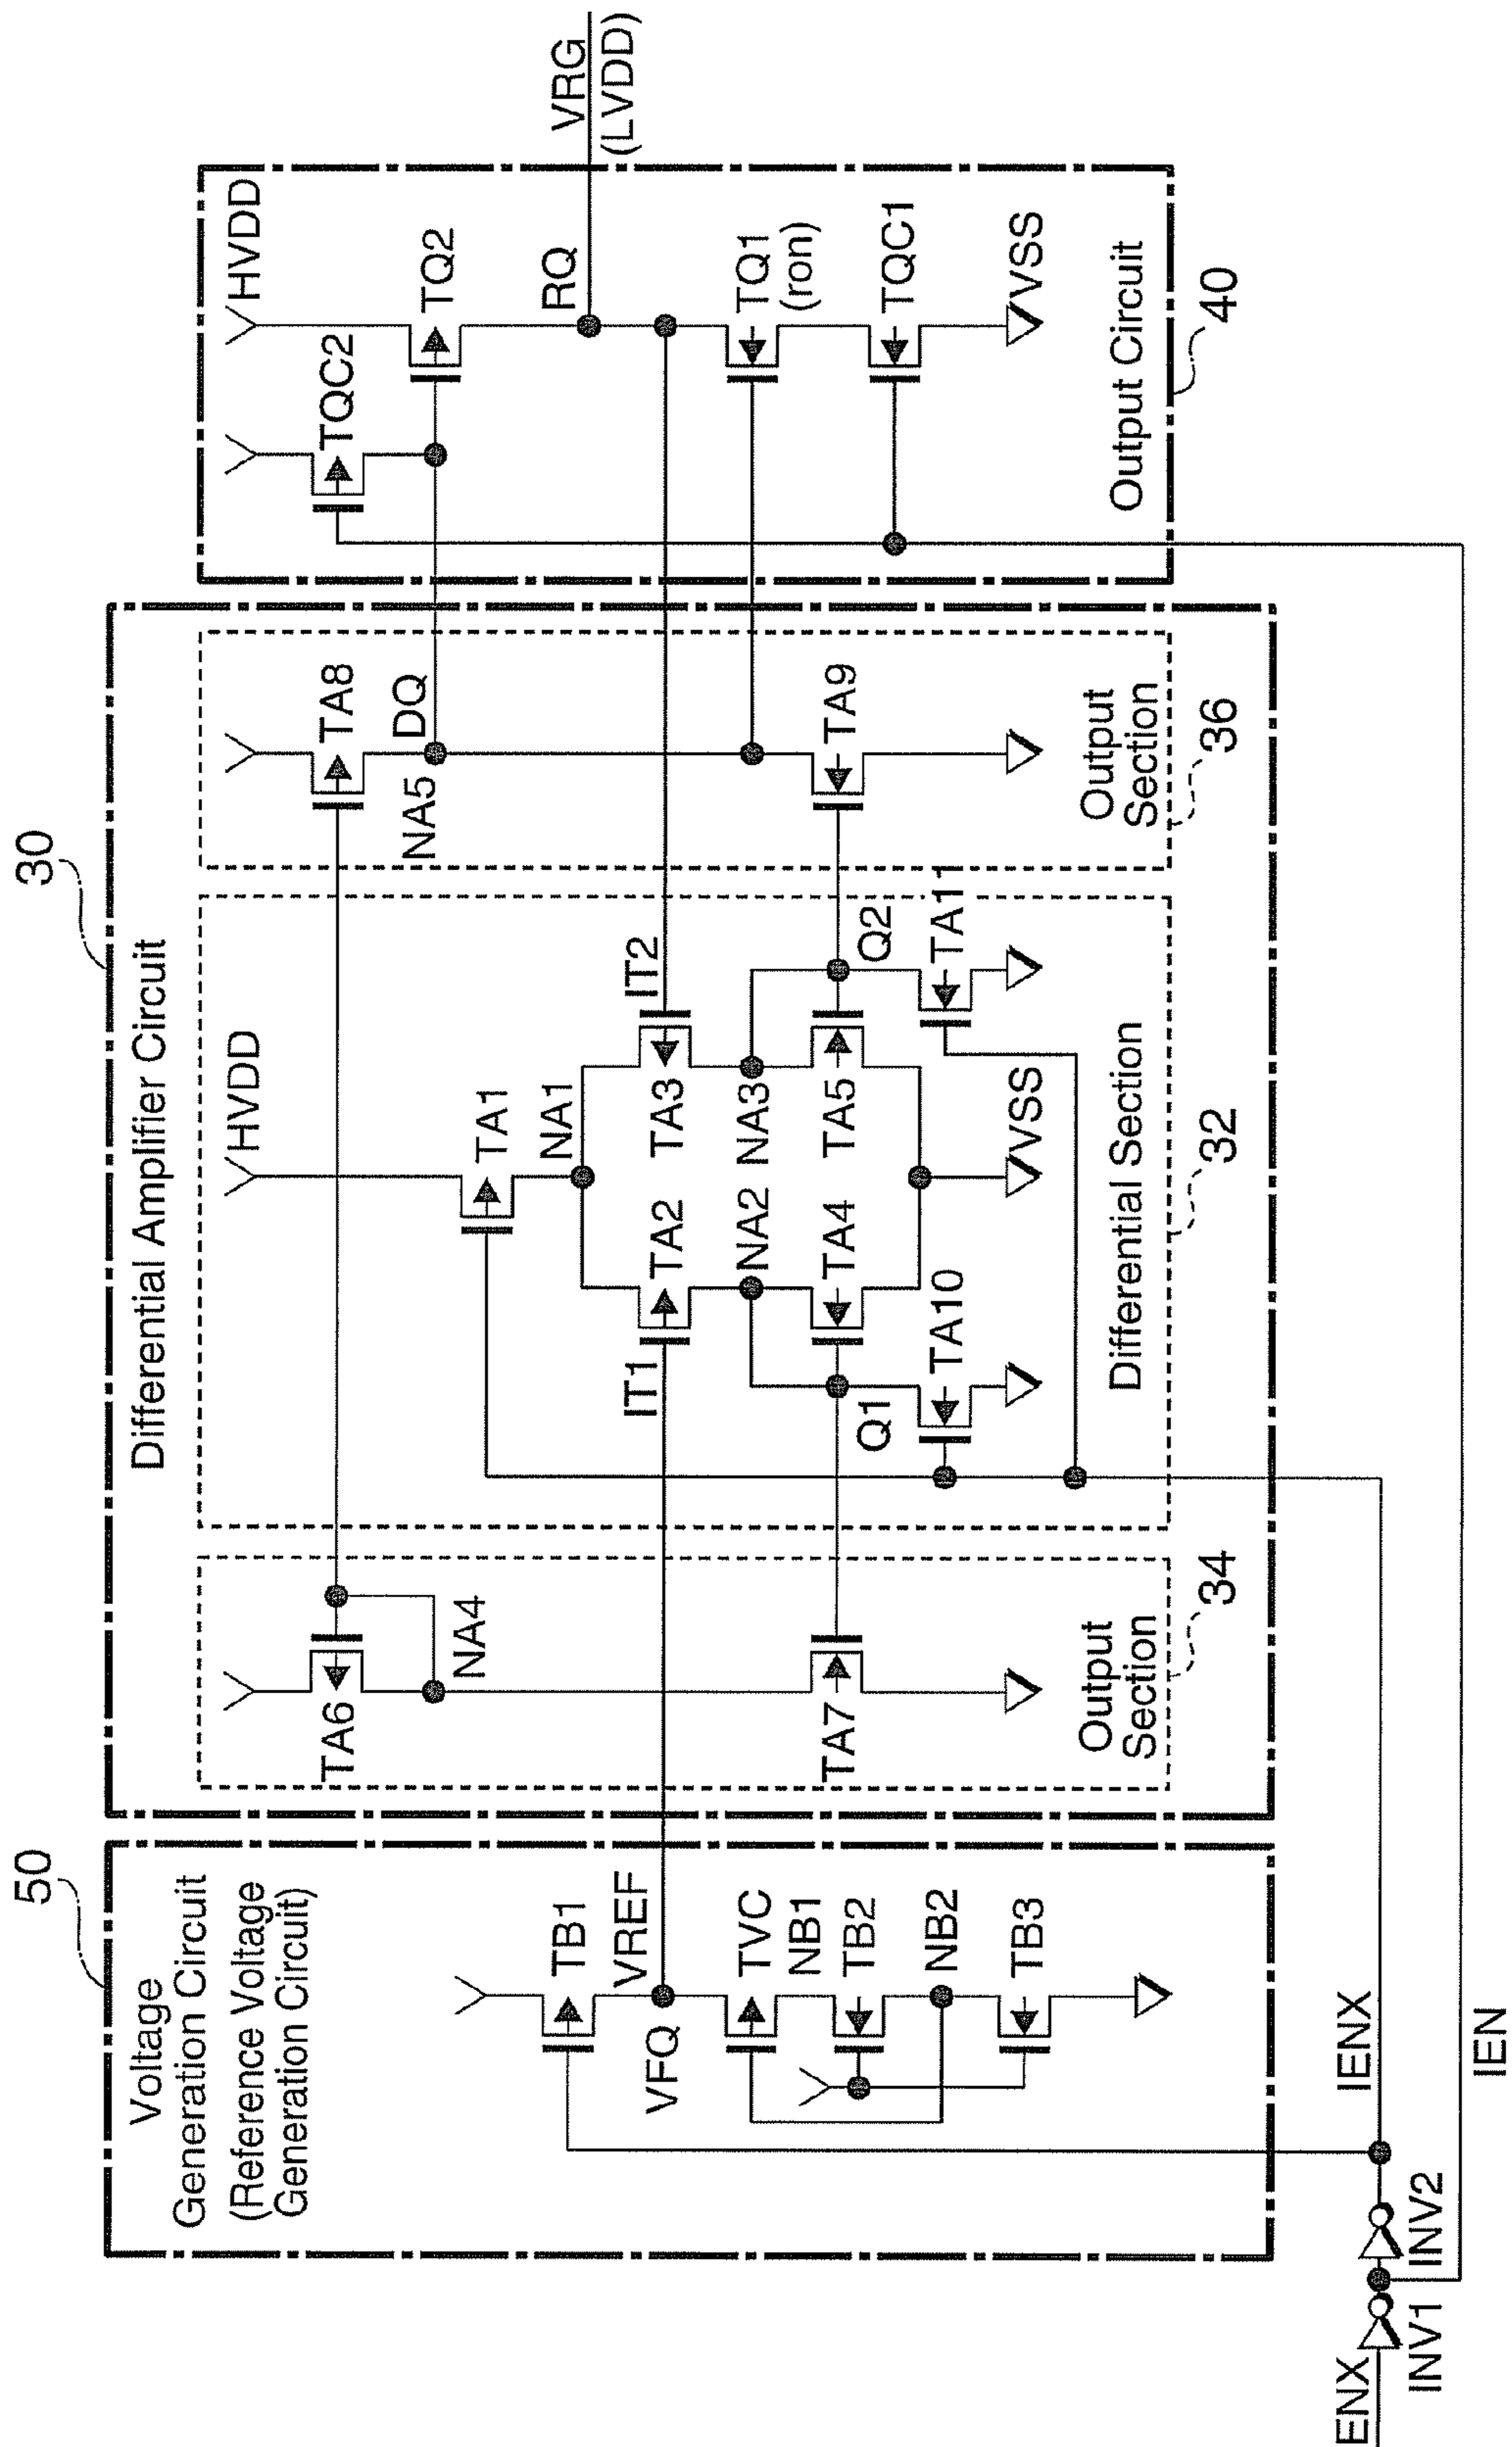 50
Voltage
Generation Circuit
(Reference Voltage
Generation Circuit)
TB1
VREF
VFQ
TVC
NB1
TB2
NB2
TB3
30
Differential Amplifier Circuit
TA6
NA4
TA7
Output
Section
34
HVDD
TA1
NA1
IT1
TA2
TA3
IT2
NA2
NA3
TA4
TA5
Q1
Q2
TA10
TA11
VSS
Differential Section
32
TA8
NA5
DQ
TA9
Output
Section
36
HVDD
TQC2
TQ2
RQ
VRG
(LVDD)
TQ1
(ron)
TQC1
VSS
Output Circuit
40
ENX
INV1
INV2
IENX
IEN